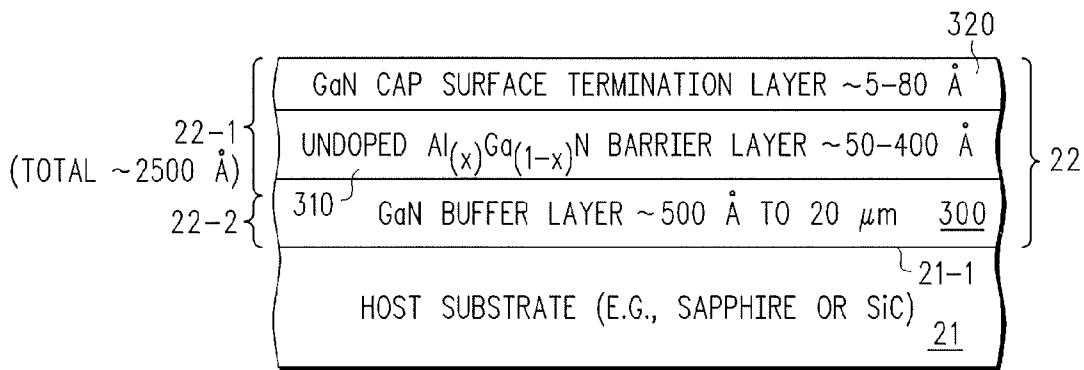 320
GaN CAP SURFACE TERMINATION LAYER ~5-80 Å
22-1
(TOTAL ~2500 Å)
UNDOPED Al(x)Ga(1-x)N BARRIER LAYER ~50-400 Å
22
310
22-2
GaN BUFFER LAYER ~500 Å TO 20 μm 300
21-1
HOST SUBSTRATE (E.G., SAPPHIRE OR SiC)
21